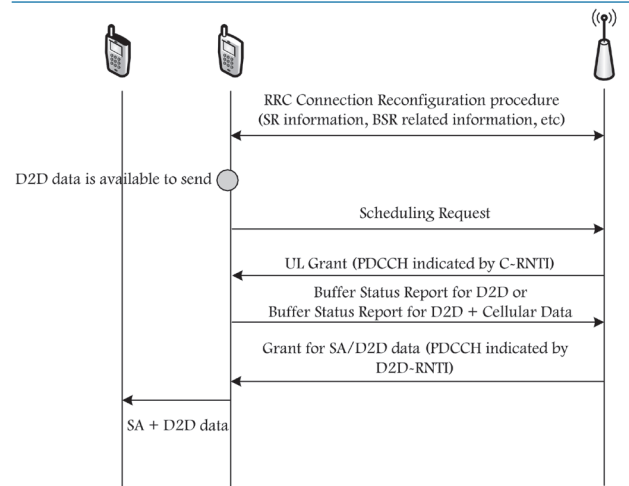 RRC Connection Reconfiguration procedure
(SR information, BSR related information, etc)
D2D data is available to send
Scheduling Request
UL Grant (PDCCH indicated by C-RNTI)
Buffer Status Report for D2D or
Buffer Status Report for D2D + Cellular Data
Grant for SA/D2D data (PDCCH indicated by
D2D-RNTI)
SA + D2D data